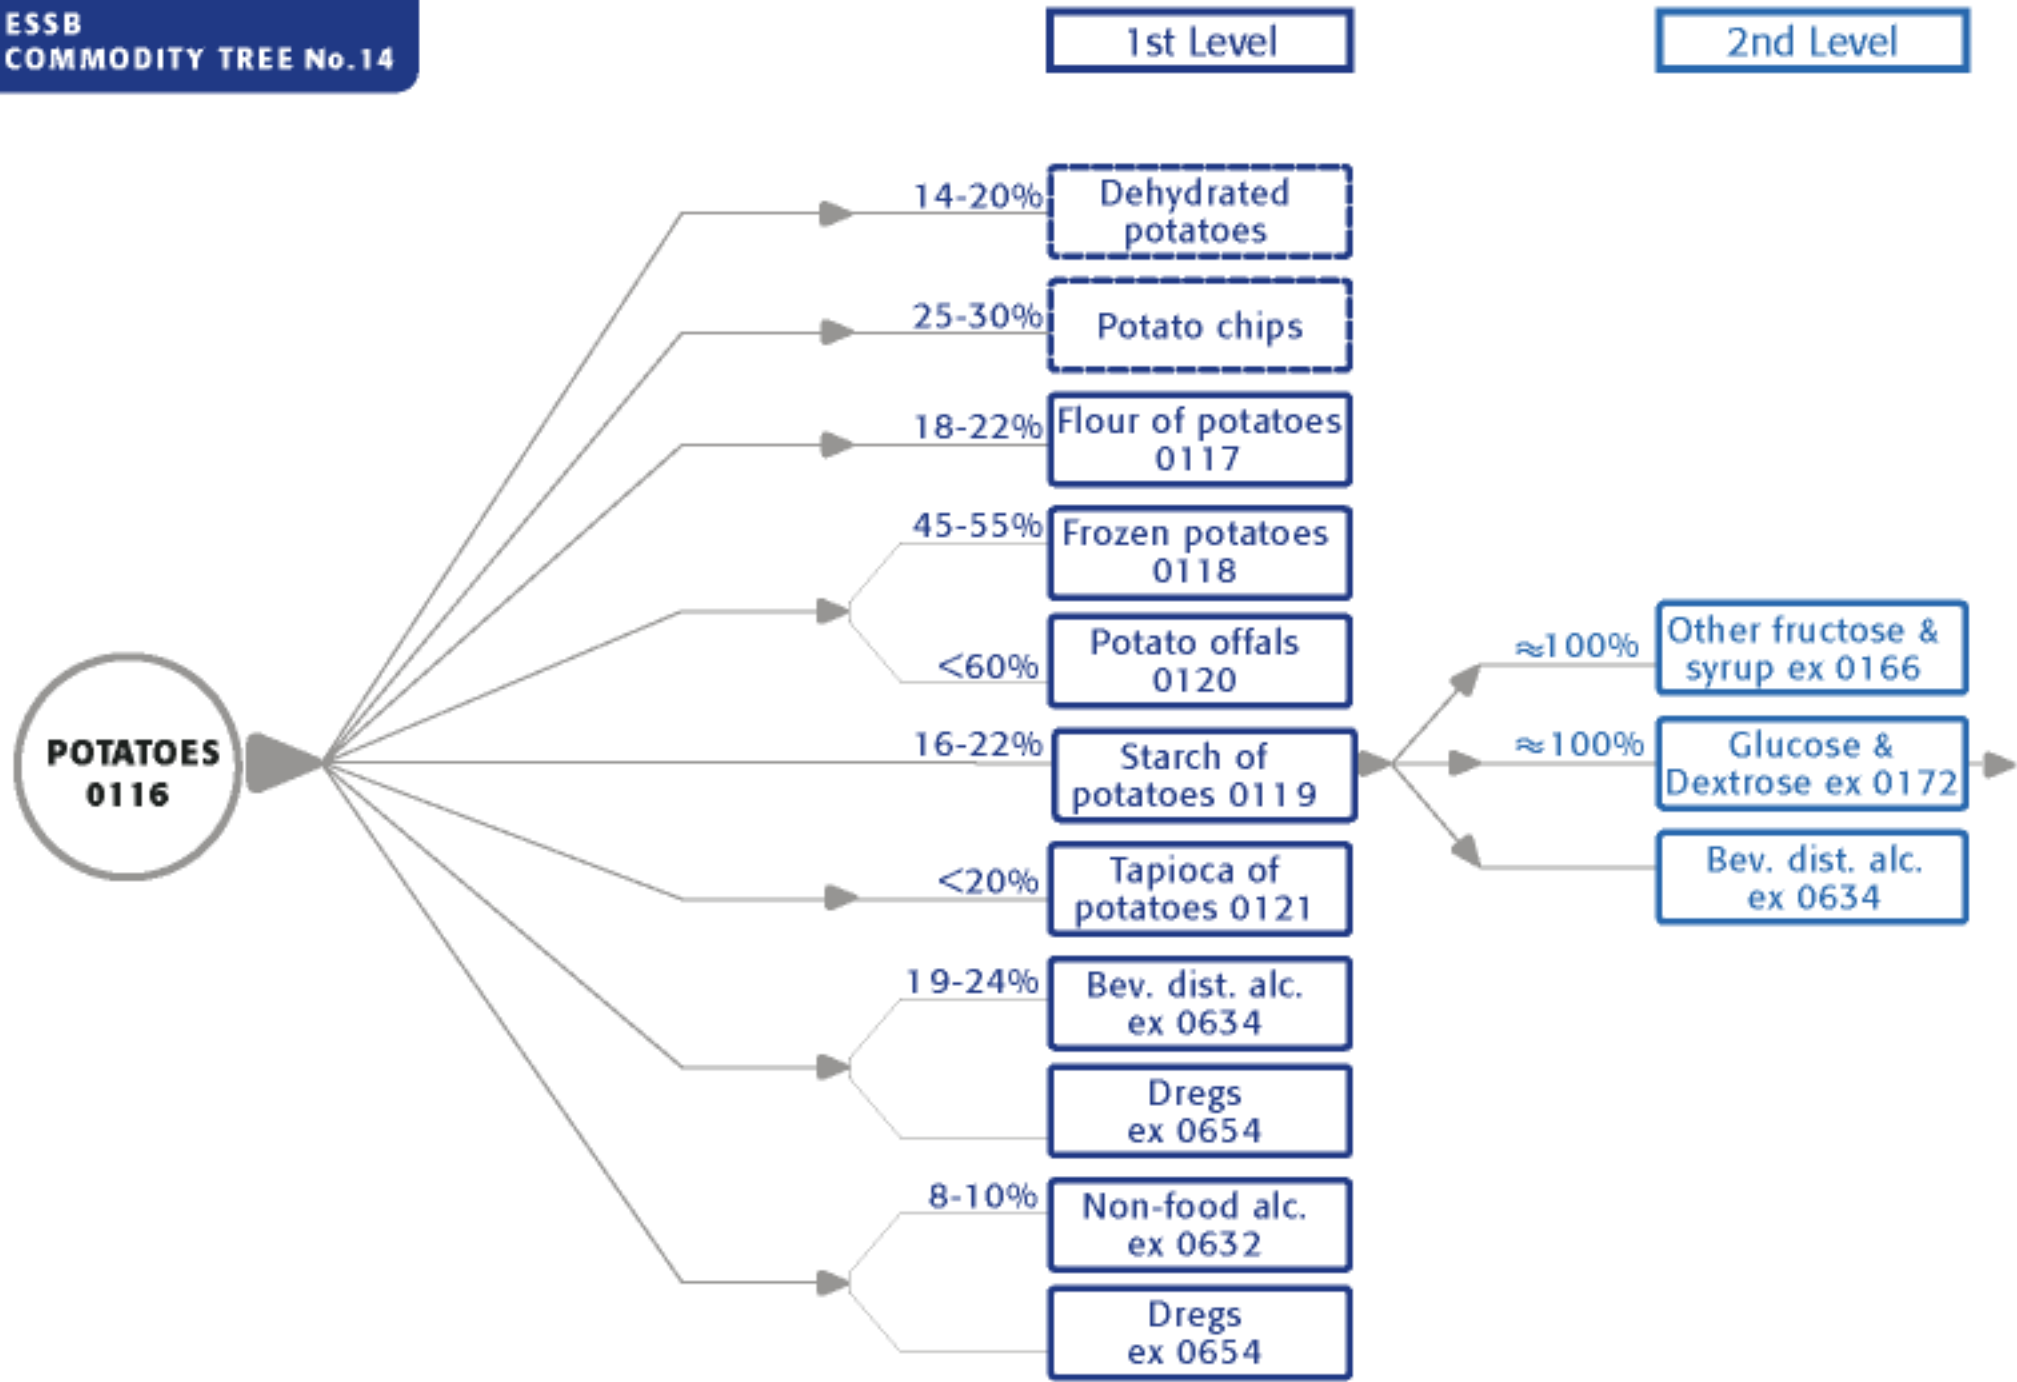 ESSB
COMMODITY TREE No.14
1st Level
2nd Level
14-20%
Dehydrated
potatoes
25-30%
Potato chips
18-22%
Flour of potatoes
0117
45-55%
Frozen potatoes
0118
<60%
Potato offals
0120
POTATOES
0116
16-22%
Starch of
potatoes 0119
≈100%
Other fructose &
syrup ex 0166
≈100%
Glucose &
Dextrose ex 0172
Bev. dist. alc.
ex 0634
<20%
Tapioca of
potatoes 0121
19-24%
Bev. dist. alc.
ex 0634
Dregs
ex 0654
8-10%
Non-food alc.
ex 0632
Dregs
ex 0654